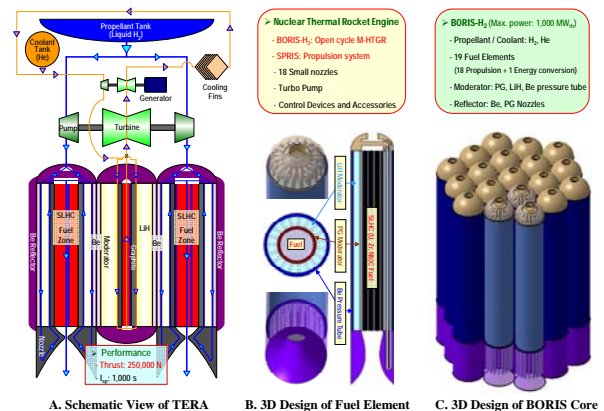 Propellant Tank
(Liquid H2)
Coolant
Tank
(He)
Cooling
Fins
Generator
Pump
Turbine
Be Reflector
SLHC
Fuel
Zone
Be
Moderator
Graphite
LiH
Be
SLHC
Fuel
Zone
Be Reflector
Nozzle
Performance
Thrust: 250,000 N
Isp: 1,000 s
A. Schematic View of TERA
➢ Nuclear Thermal Rocket Engine
- BORIS-H2: Open cycle M-HTGR
- SPRIS: Propulsion system
- 18 Small nozzles
- Turbo Pump
- Control Devices and Accessories
LiH Moderator
PG Moderator
Be Pressure Tube
Fuel
SLHC (U, Zr, Nb)C Fuel
B. 3D Design of Fuel Element
➢ BORIS-H2 (Max. power: 1,000 MWth)
- Propellant / Coolant: H2, He
- 19 Fuel Elements
(18 Propulsion + 1 Energy conversion)
- Moderator: PG, LiH, Be pressure tube
- Reflector: Be, PG Nozzles
C. 3D Design of BORIS Core